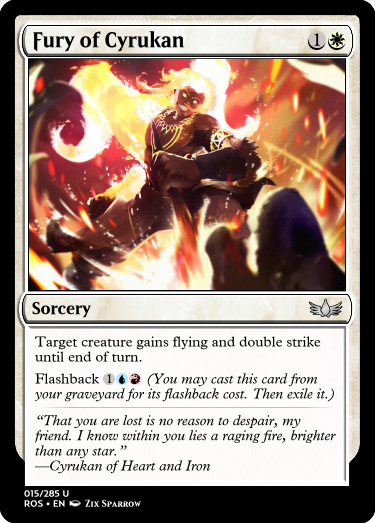 Fury of Cyrukan 1
Sorcery
Target creature gains flying and double strike
until end of turn.
Flashback 1 (You may cast this card from
your graveyard for its flashback cost. Then exile it.)
“That you are lost is no reason to despair, my
friend. I know within you lies a raging fire, brighter
than any star.”
—Cyrukan of Heart and Iron
015/285 U
ROS • EN Zix Sparrow